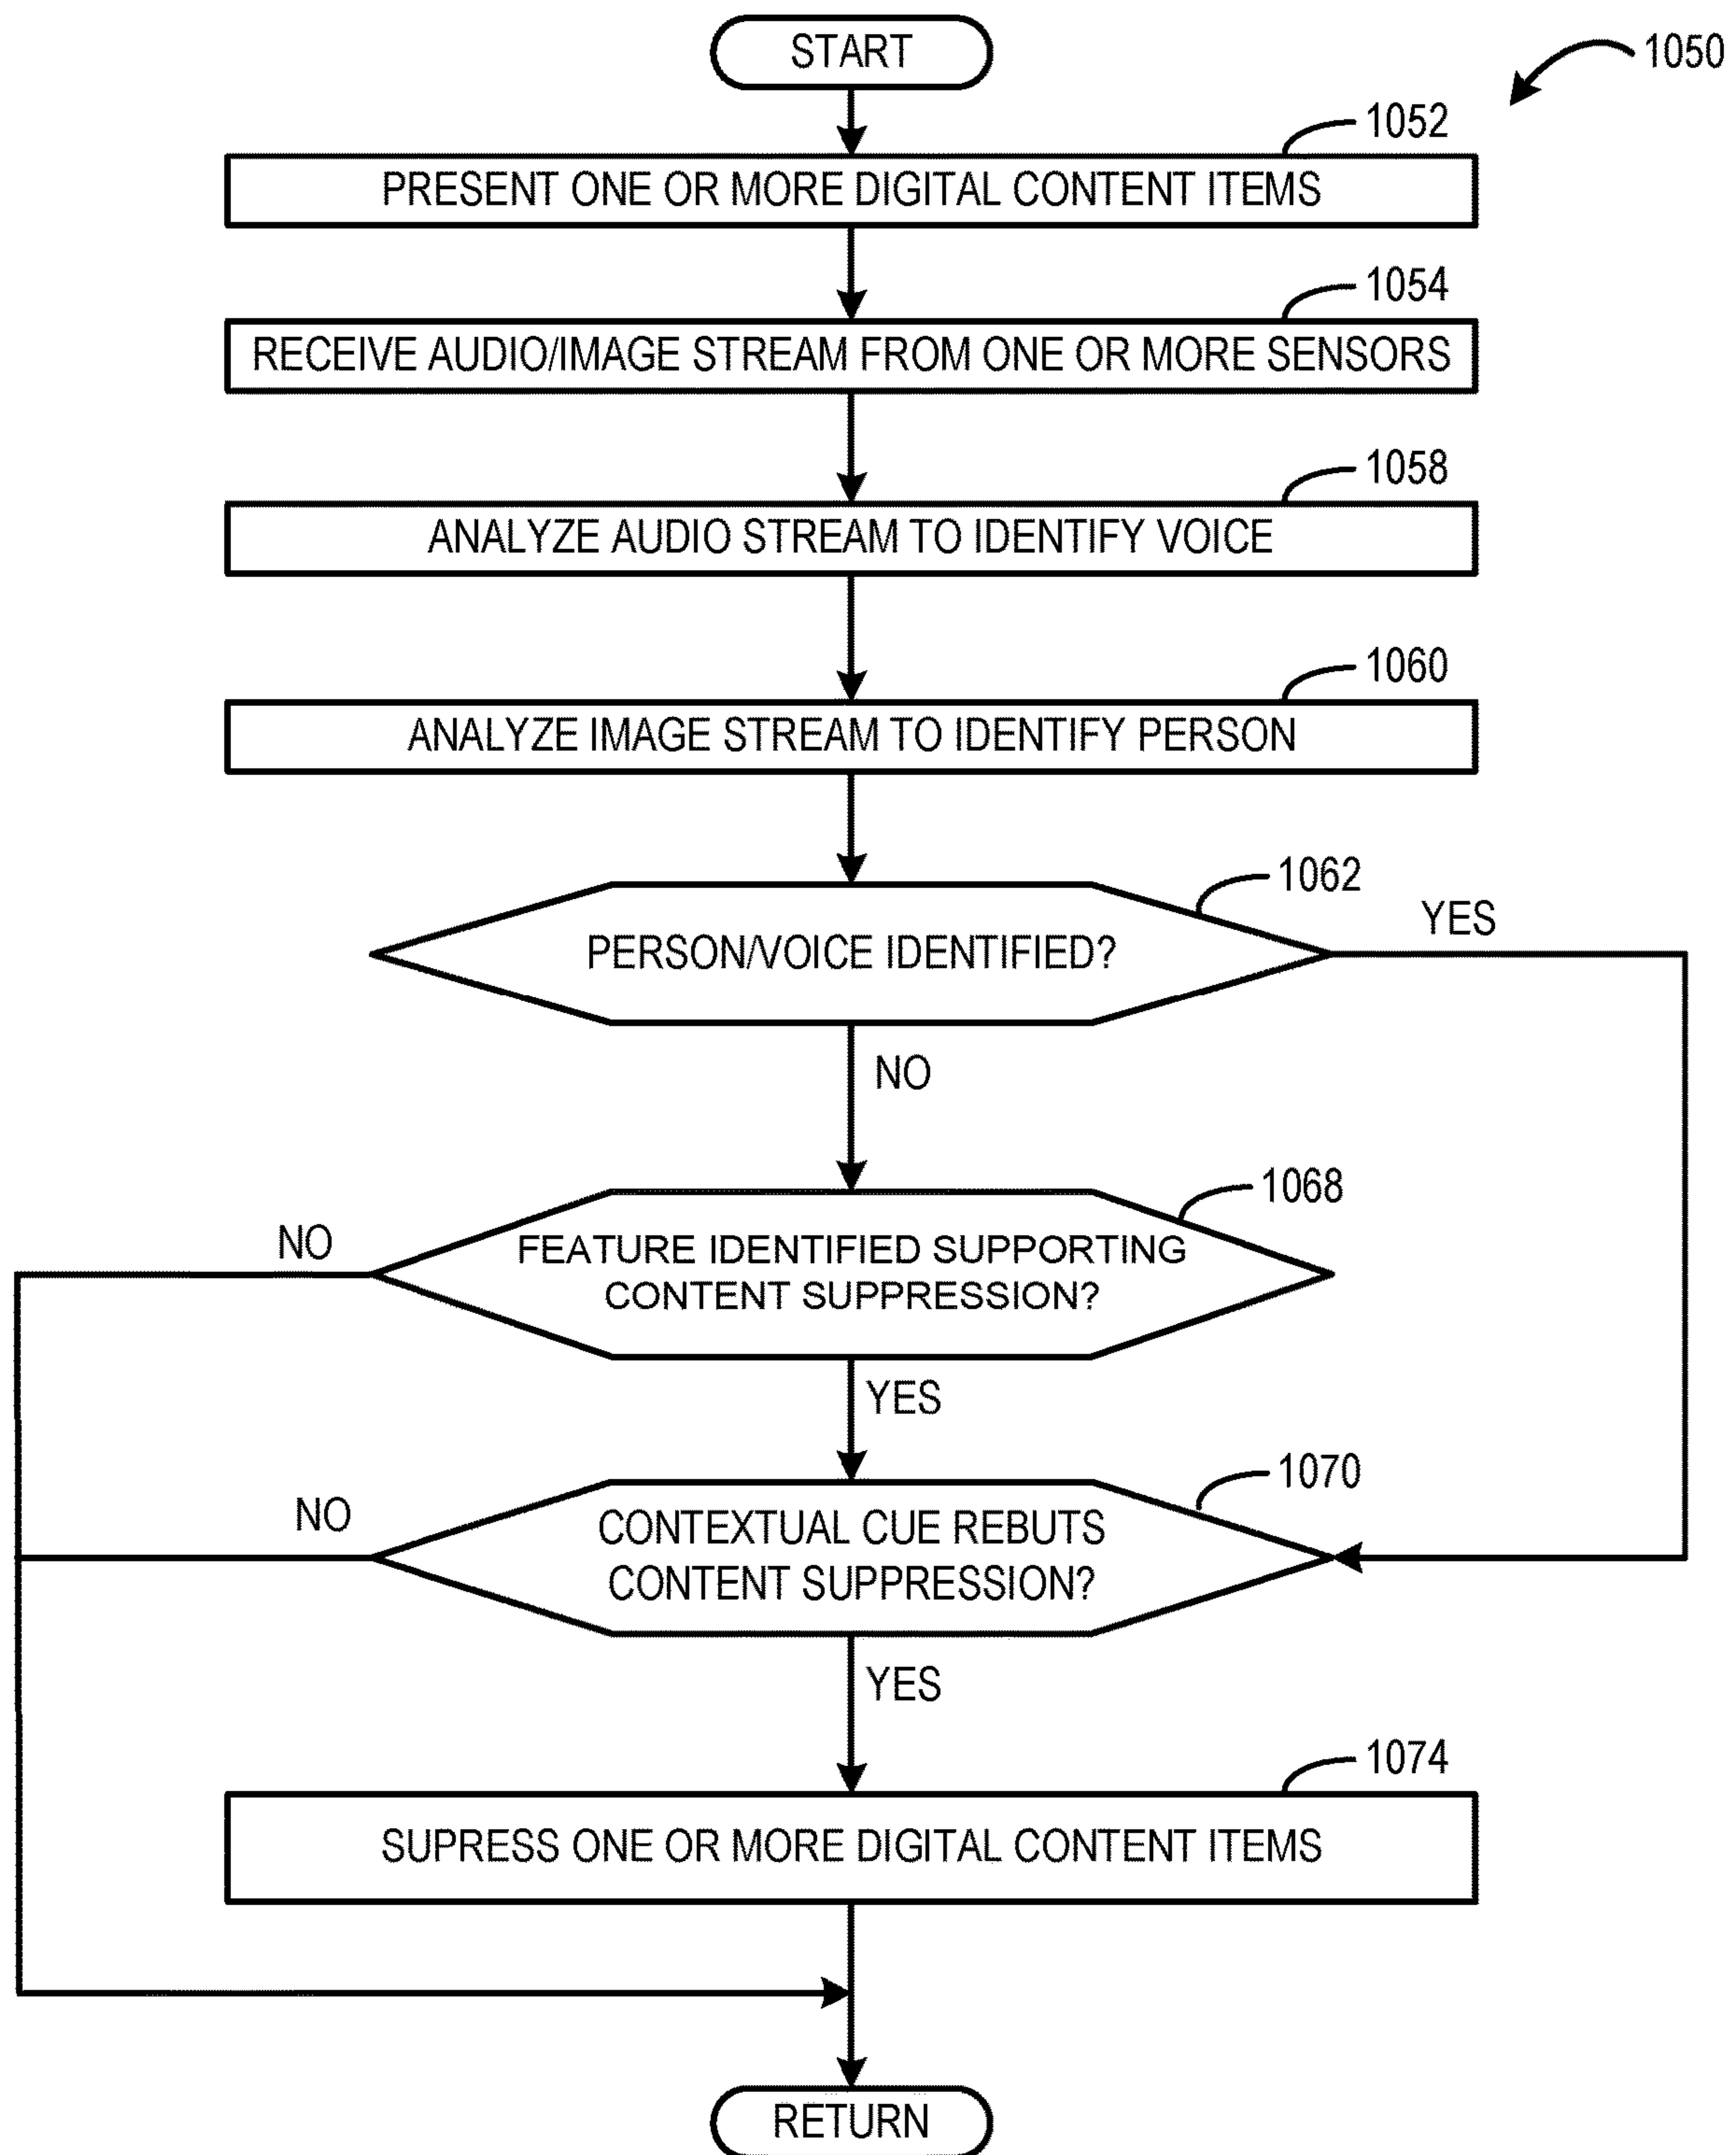 START
1050
1052
PRESENT ONE OR MORE DIGITAL CONTENT ITEMS
1054
RECEIVE AUDIO/IMAGE STREAM FROM ONE OR MORE SENSORS
1058
ANALYZE AUDIO STREAM TO IDENTIFY VOICE
1060
ANALYZE IMAGE STREAM TO IDENTIFY PERSON
1062
YES
PERSON/VOICE IDENTIFIED?
NO
1068
NO
FEATURE IDENTIFIED SUPPORTING
CONTENT SUPPRESSION?
YES
1070
NO
CONTEXTUAL CUE REBUTS
CONTENT SUPPRESSION?
YES
1074
SUPRESS ONE OR MORE DIGITAL CONTENT ITEMS
RETURN